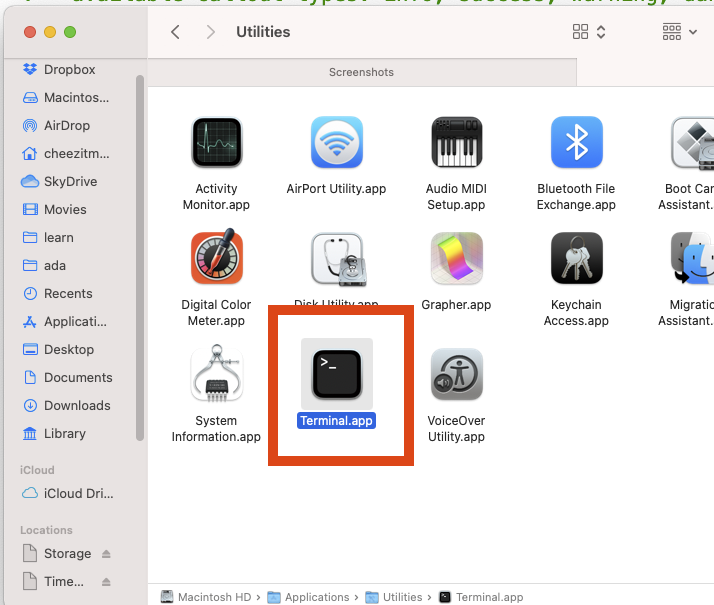 Utilities
Screenshots
Dropbox
Macintos...
AirDrop
cheezitm...
SkyDrive
Movies
learn
ada
Recents
Applicati...
Desktop
Documents
Downloads
Library
iCloud
iCloud Dri...
Locations
Storage
Time...
Activity
Monitor.app
AirPort Utility.app
Audio MIDI
Setup.app
Bluetooth File
Exchange.app
Boot Can
Assistant.
Digital Color
Meter.app
Disk Utility.app
Grapher.app
Keychain
Access.app
Migratio
Assistant.
System
Information.app
>_
Terminal.app
VoiceOver
Utility.app
Macintosh HD › Applications › Utilities › Terminal.app